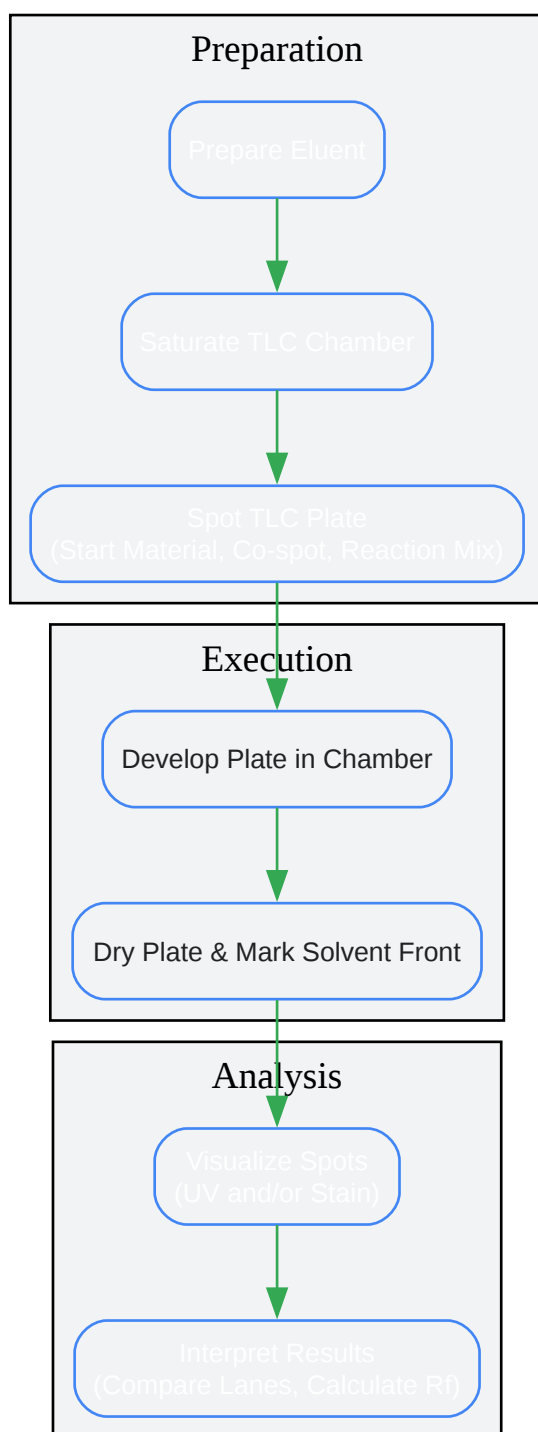 Preparation
Prepare Eluent
Saturate TLC Chamber
Spot TLC Plate
(Start Material, Co-spot, Reaction Mix)
Execution
Develop Plate in Chamber
Dry Plate & Mark Solvent Front
Analysis
Visualize Spots
(UV and/or Stain)
Interpret Results
(Compare Lanes, Calculate Rf)